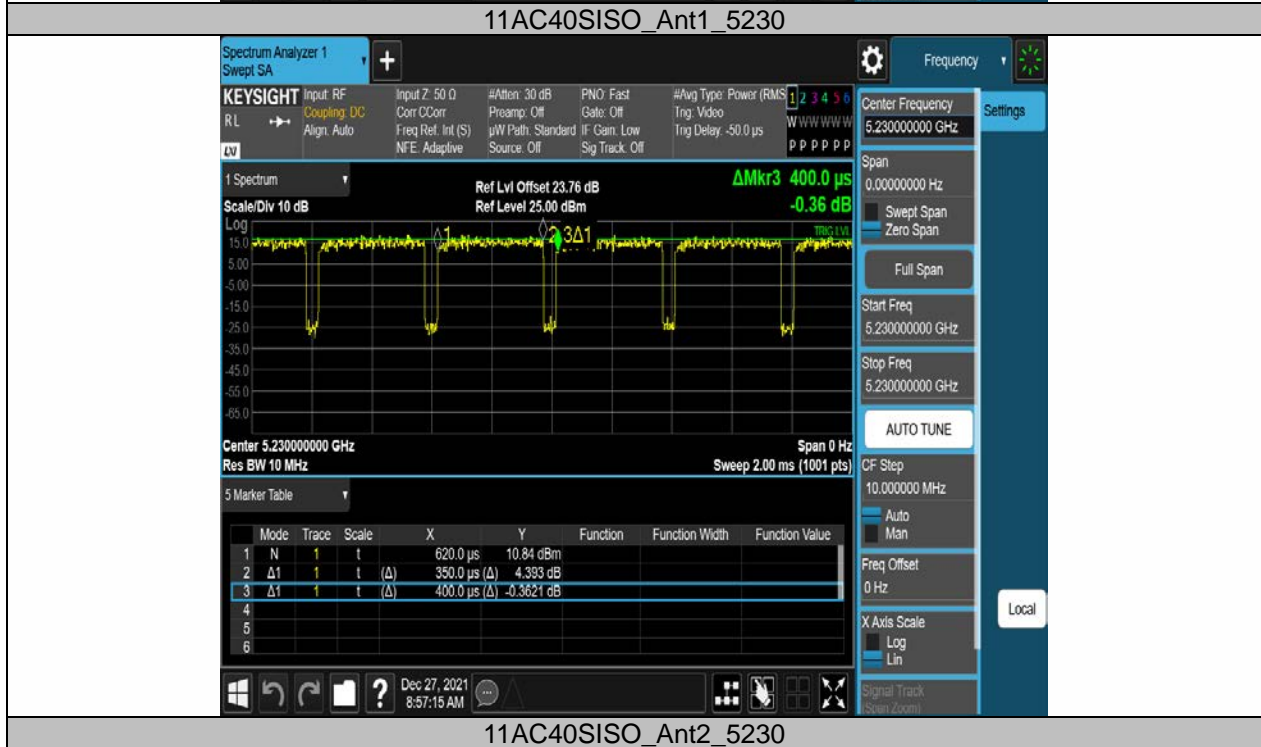 11AC40SISO_Ant1_5230
Spectrum Analyzer 1
Swept SA
+
Frequency
KEYSIGHT
RL
LXI
Input: RF
Coupling: DC
Align: Auto
Input Z: 50 Ω
Corr CCorr
Freq Ref: Int (S)
NFE: Adaptive
#Atten: 30 dB
Preamp: Off
µW Path: Standard
Source: Off
PNO: Fast
Gate: Off
IF Gain: Low
Sig Track: Off
#Avg Type: Power (RMS
Trig: Video
Trig Delay: -50.0 µs
1 2 3 4 5 6
W W W W W W
P P P P P P
1 Spectrum
Scale/Div 10 dB
Ref Lvl Offset 23.76 dB
Ref Level 25.00 dBm
ΔMkr3 400.0 µs
-0.36 dB
Log
15.0
5.00
-5.00
-15.0
-25.0
-35.0
-45.0
-55.0
-65.0
1
2
3Δ1
TRIG LVL
Center 5.230000000 GHz
Res BW 10 MHz
Span 0 Hz
Sweep 2.00 ms (1001 pts)
5 Marker Table
Mode Trace Scale X Y Function Function Width Function Value
1 N 1 t 620.0 µs 10.84 dBm
2 Δ1 1 t (Δ) 350.0 µs (Δ) 4.393 dB
3 Δ1 1 t (Δ) 400.0 µs (Δ) -0.3621 dB
4
5
6
Center Frequency
5.230000000 GHz
Span
0.00000000 Hz
Swept Span
Zero Span
Full Span
Start Freq
5.230000000 GHz
Stop Freq
5.230000000 GHz
AUTO TUNE
CF Step
10.000000 MHz
Auto
Man
Freq Offset
0 Hz
X Axis Scale
Log
Lin
Signal Track
(Span Zoom)
Settings
Local
?
Dec 27, 2021
8:57:15 AM
11AC40SISO_Ant2_5230